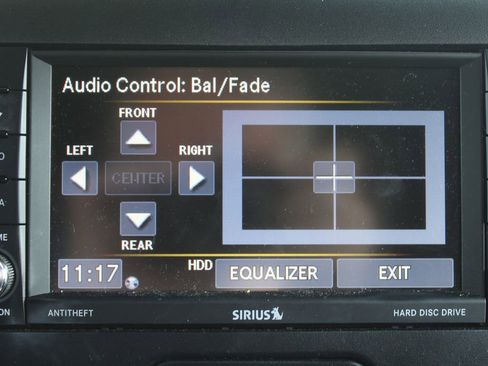 Audio Control: Bal/Fade
FRONT
LEFT
RIGHT
CENTER
REAR
11:17
HDD
EQUALIZER
EXIT
ANTITHEFT
SIRIUS
HARD DISC DRIVE